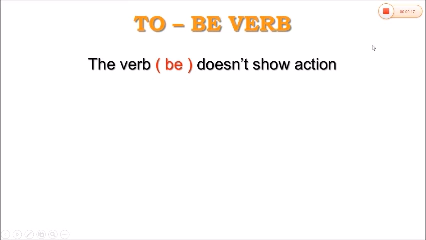 TO – BE VERB
The verb ( be ) doesn't show action